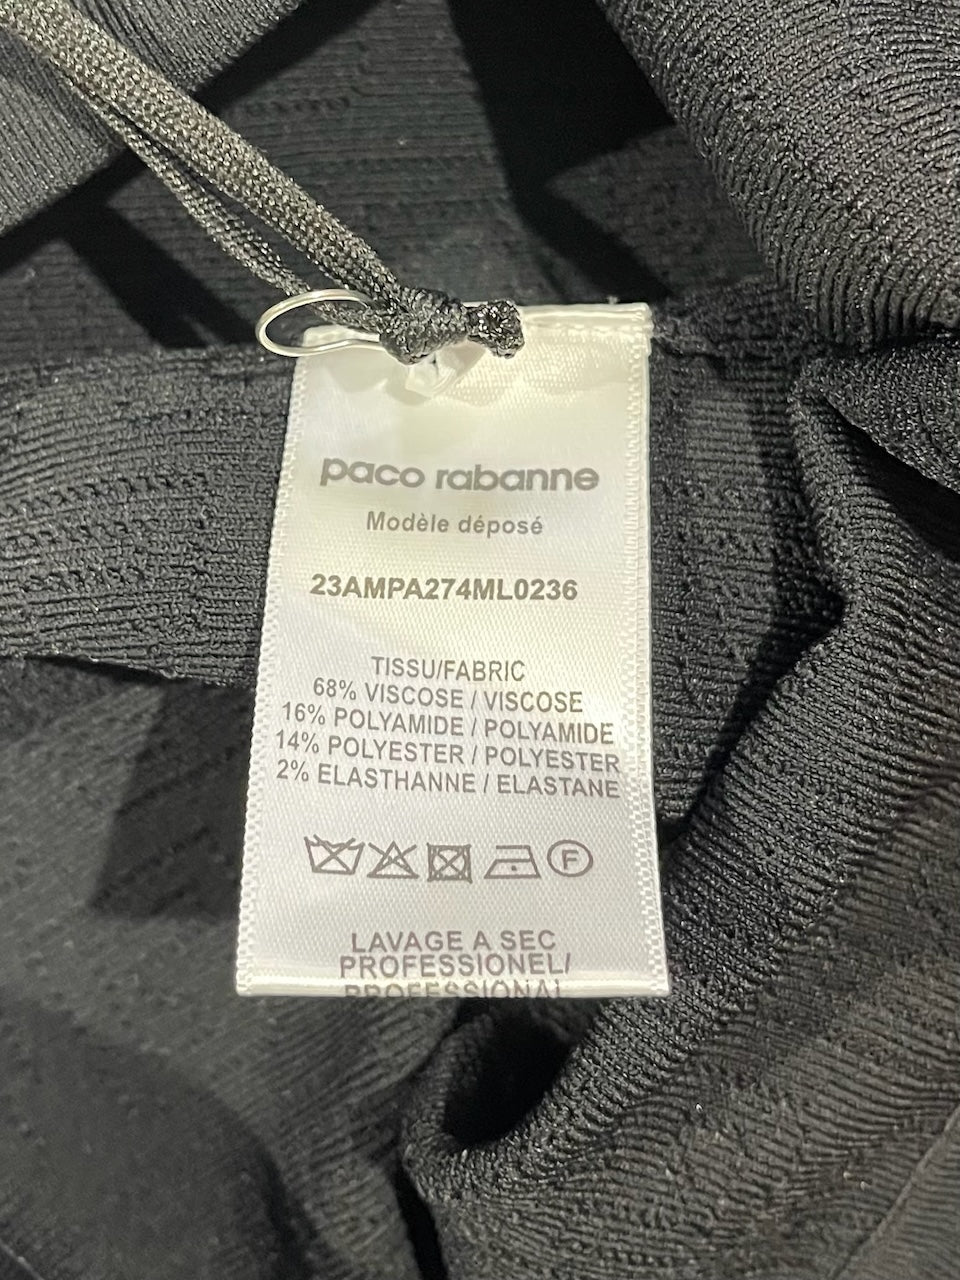 paco rabanne
Modèle déposé
23AMPA274ML0236
TISSU/FABRIC
68% VISCOSE / VISCOSE
16% POLYAMIDE / POLYAMIDE
14% POLYESTER / POLYESTER
2% ELASTHANNE / ELASTANE
F
LAVAGE A SEC
PROFESSIONEL/
PROFESSIONAL